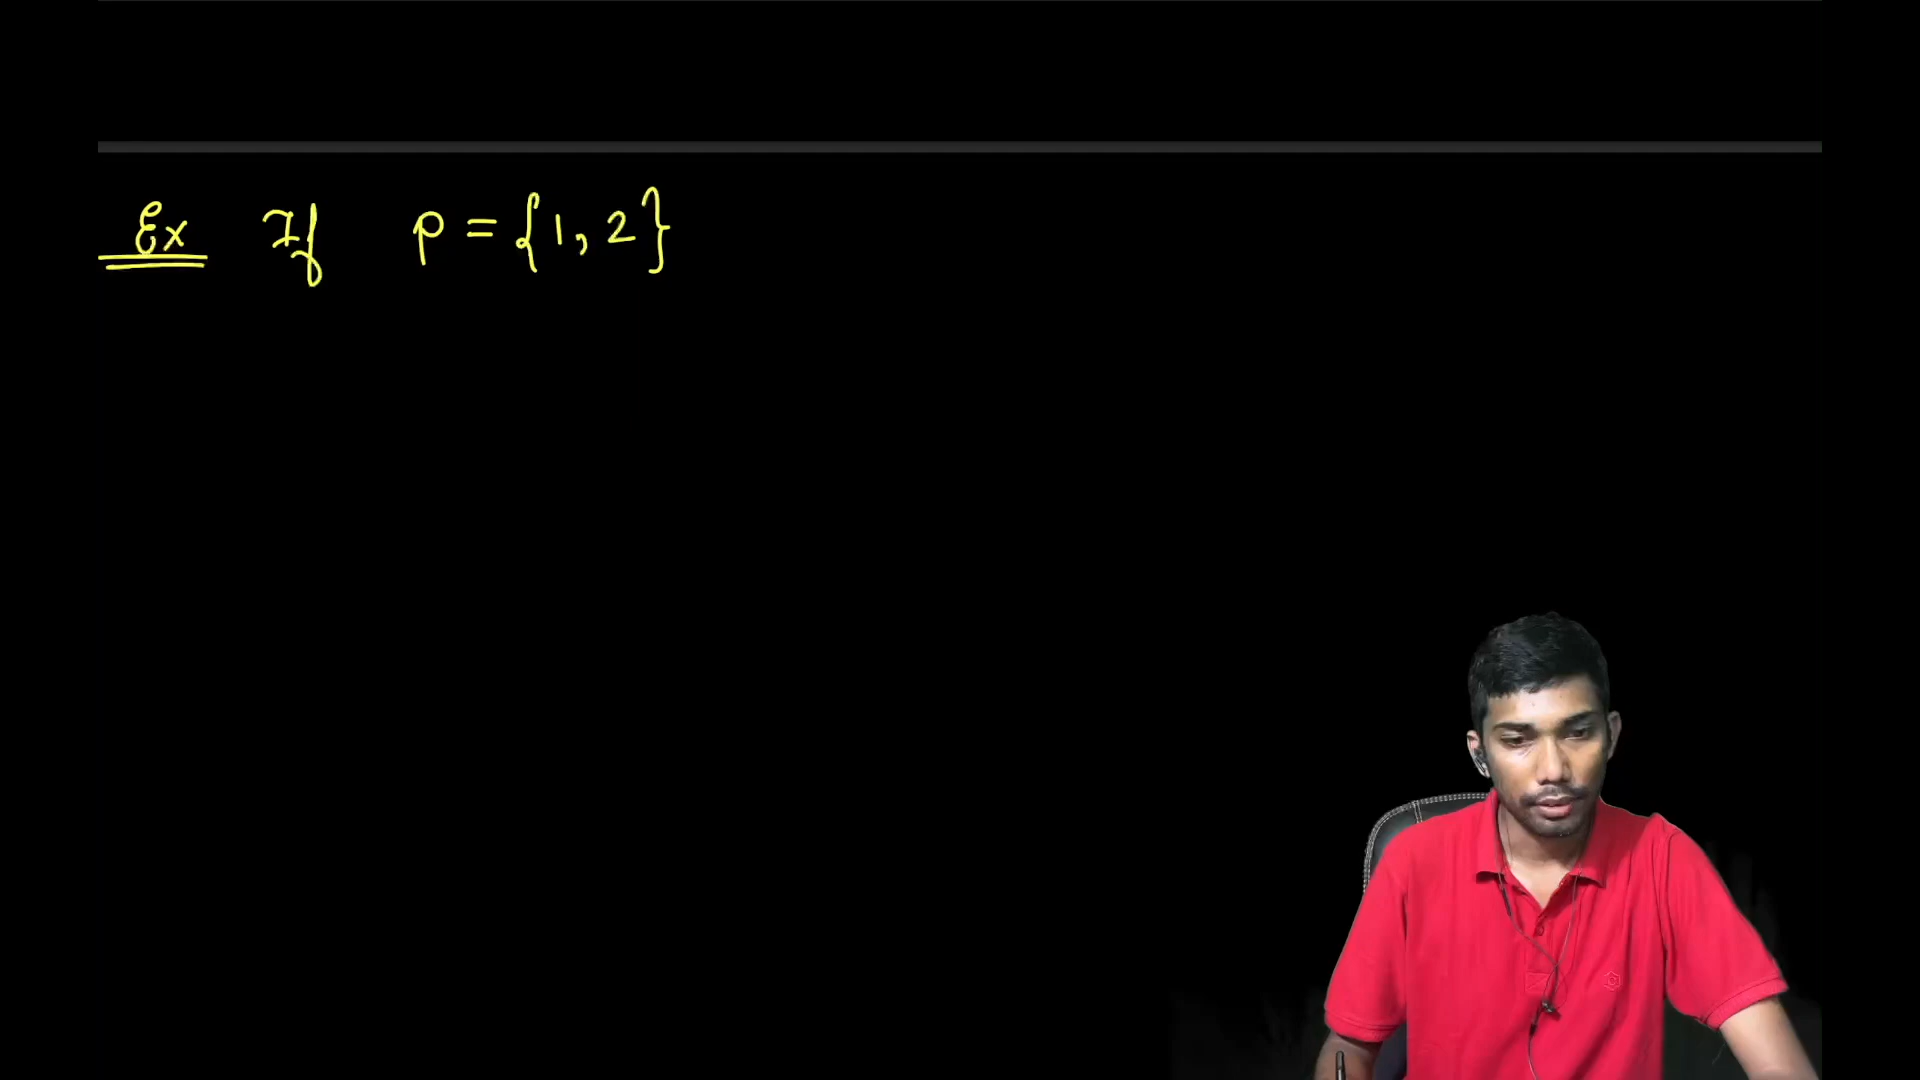 Ex If P = {1, 2}